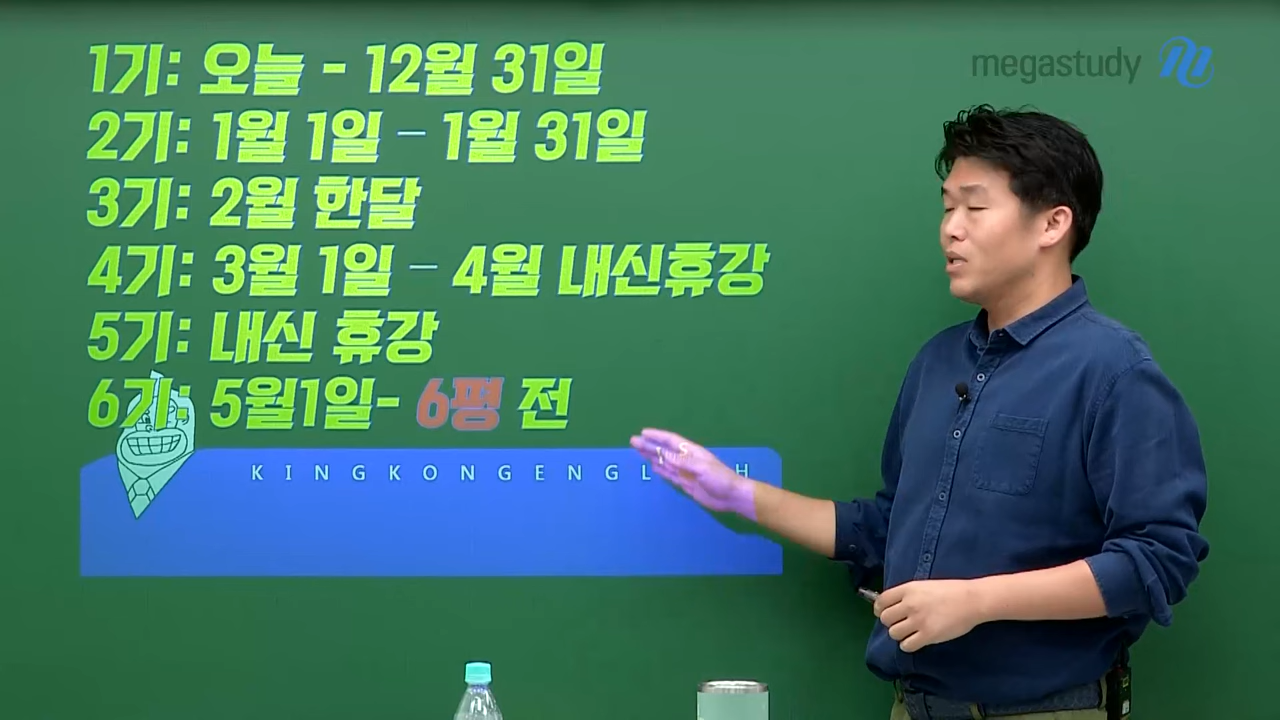 1기: 오늘 - 12월 31일
megastudy
2기: 1월 1일 – 1월 31일
3기: 2월 한달
4기: 3월 1일 – 4월 내신휴강
5기: 내신 휴강
6기: 5월1일- 6평 전
KINGKONGENGLISH